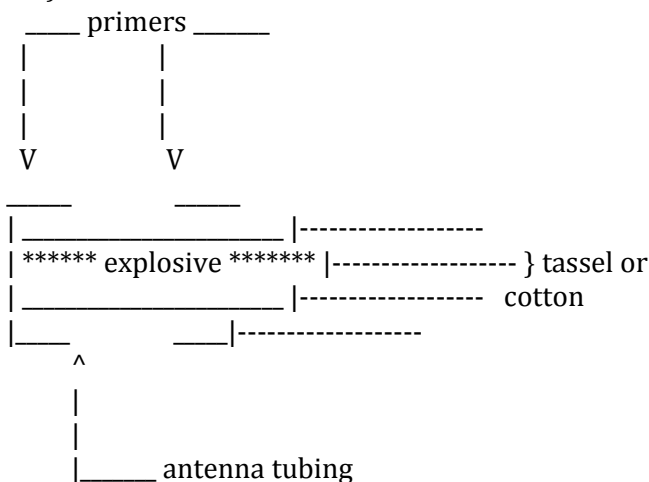 primers
V V
****** explosive ******* } tassel or
cotton
^
antenna tubing